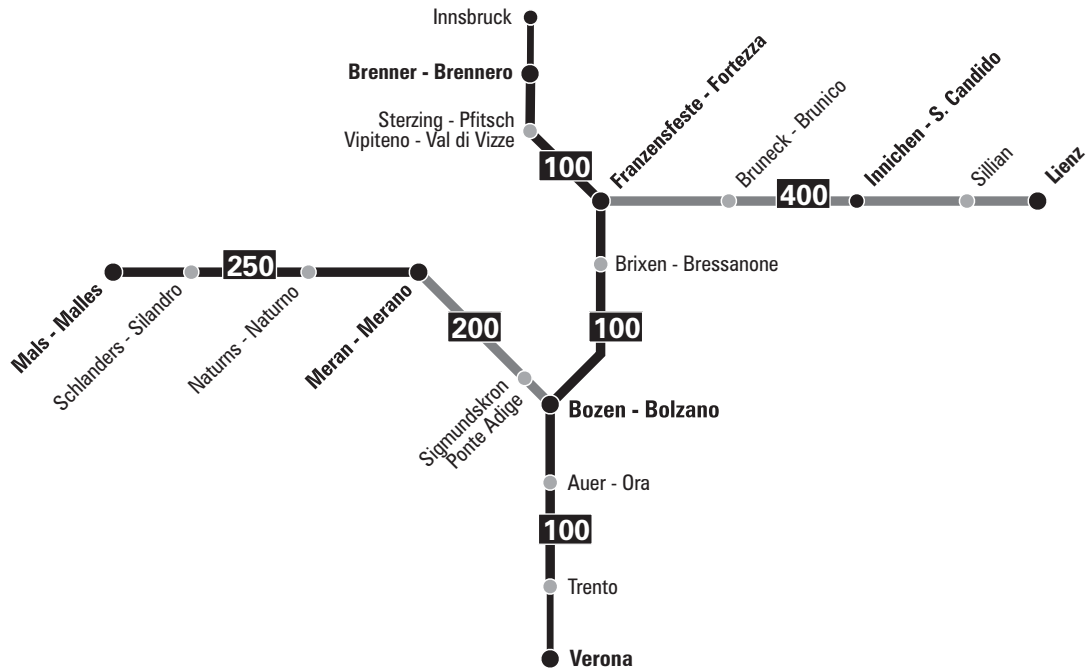 Innsbruck
Brenner - Brennero
Sterzing - Pfitsch
Vipiteno - Val di Vizze
100
Franzensfeste - Fortezza
Bruneck - Brunico
400
Innichen - S. Candido
Sillian
Lienz
Brixen - Bressanone
250
Mals - Malles
Schlanders - Silandro
Naturns - Naturno
Meran - Merano
200
100
Sigmundskron
Ponte Adige
Bozen - Bolzano
Auer - Ora
100
Trento
Verona